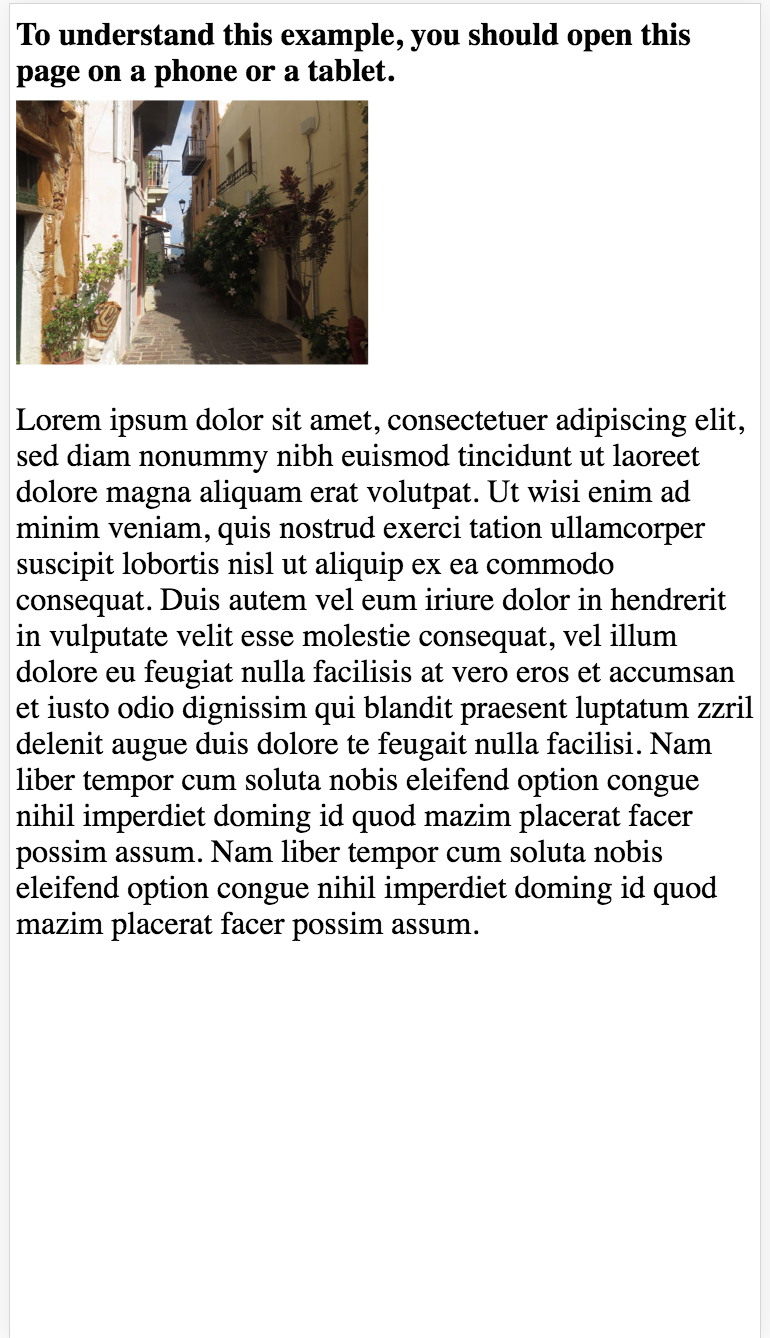 To understand this example, you should open this
page on a phone or a tablet.
Lorem ipsum dolor sit amet, consectetuer adipiscing elit,
sed diam nonummy nibh euismod tincidunt ut laoreet
dolore magna aliquam erat volutpat. Ut wisi enim ad
minim veniam, quis nostrud exerci tation ullamcorper
suscipit lobortis nisl ut aliquip ex ea commodo
consequat. Duis autem vel eum iriure dolor in hendrerit
in vulputate velit esse molestie consequat, vel illum
dolore eu feugiat nulla facilisis at vero eros et accumsan
et iusto odio dignissim qui blandit praesent luptatum zzril
delenit augue duis dolore te feugait nulla facilisi. Nam
liber tempor cum soluta nobis eleifend option congue
nihil imperdiet doming id quod mazim placerat facer
possim assum. Nam liber tempor cum soluta nobis
eleifend option congue nihil imperdiet doming id quod
mazim placerat facer possim assum.